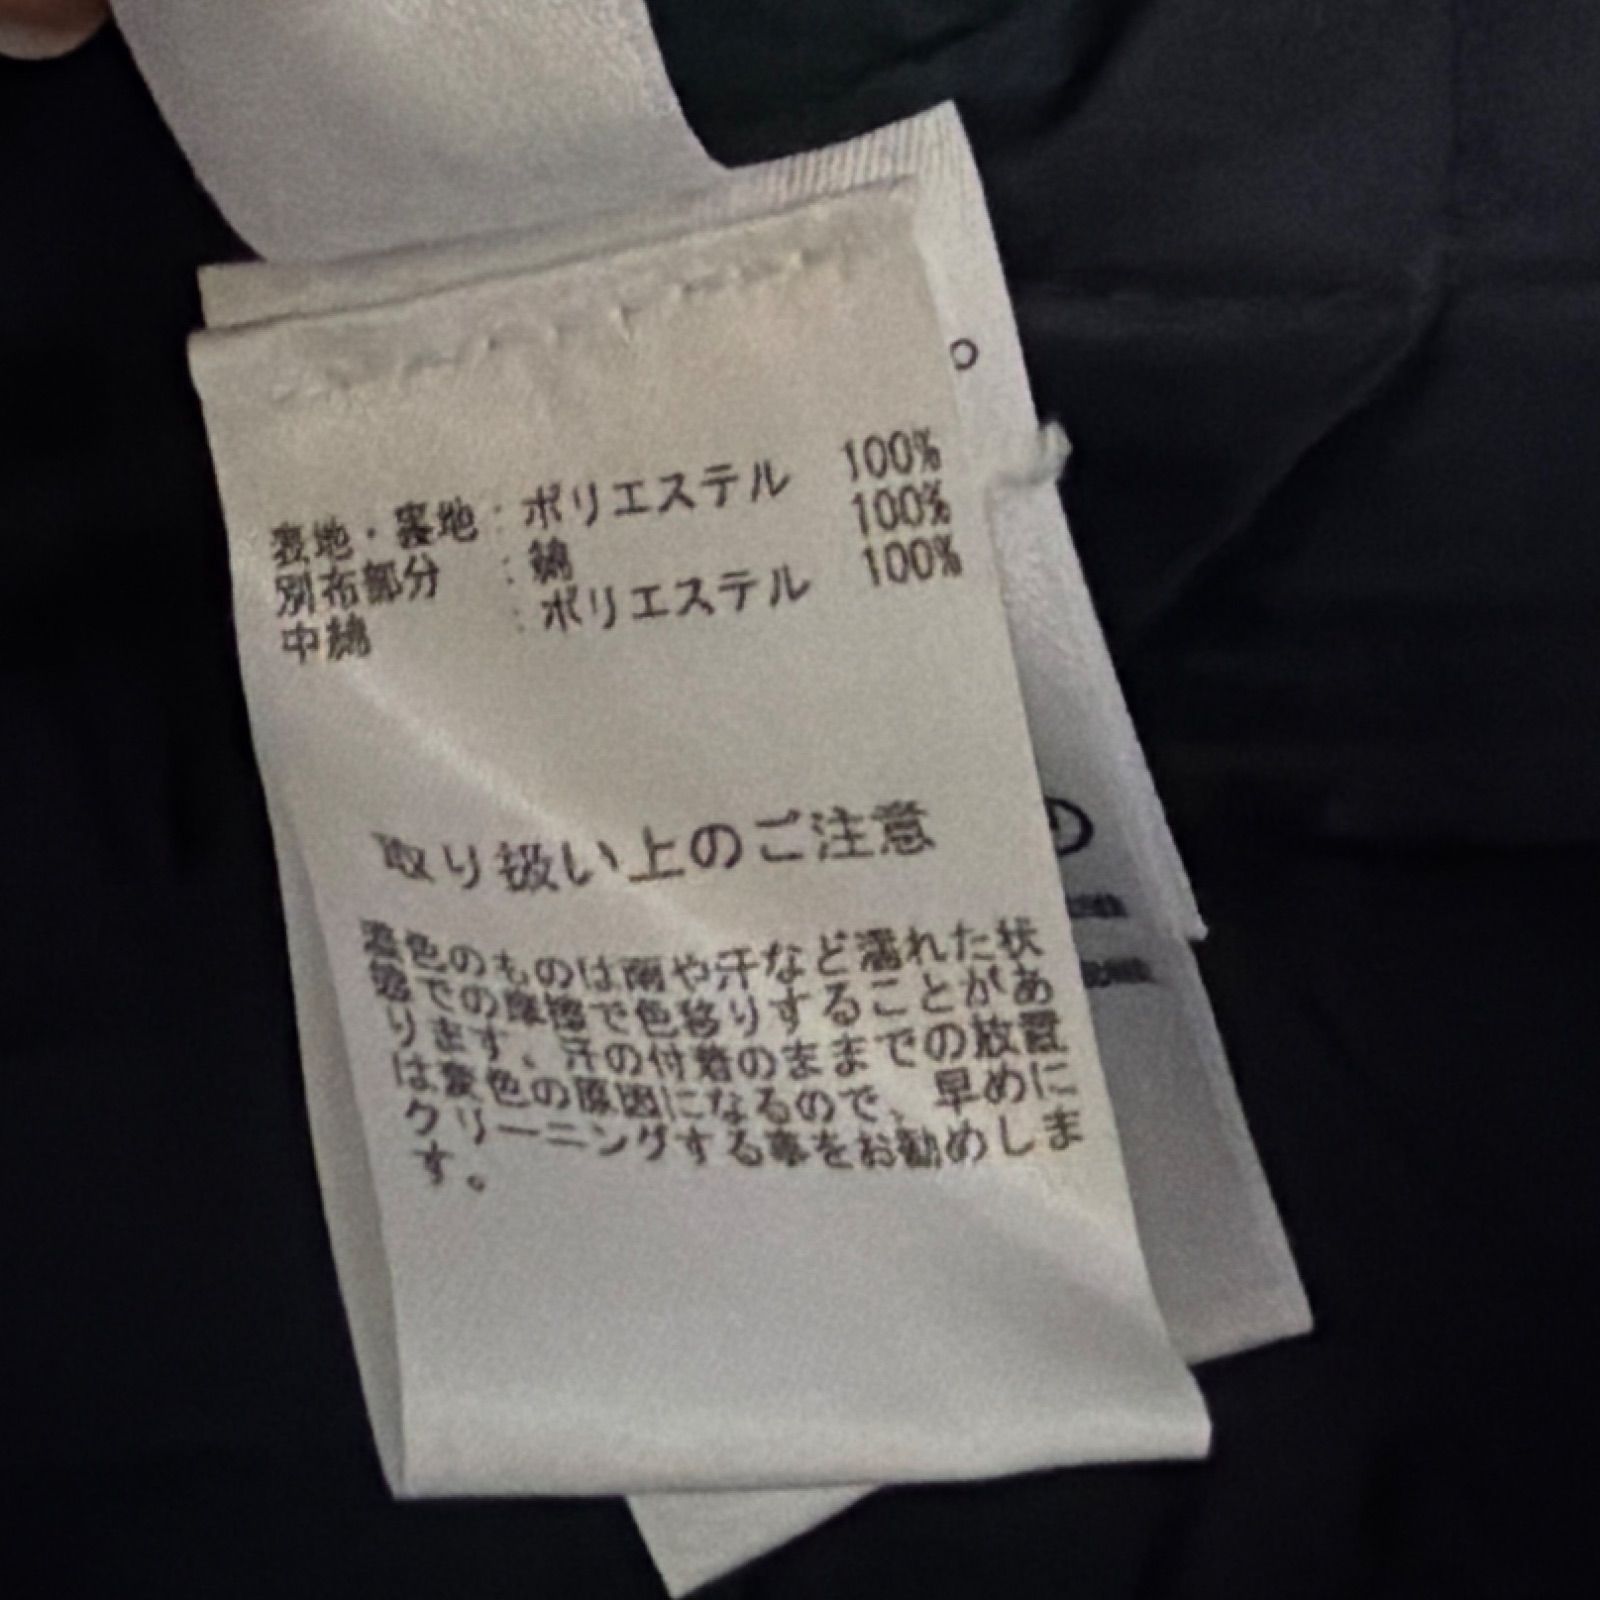 表地・裏地：ポリエステル 100%
別布部分 ：綿 100%
中綿 ：ポリエステル 100%
取り扱い上のご注意
濃色のものは雨や汗など濡れた状
態での摩擦で色移りすることがあ
ります、汗の付着のままでの放置
は変色の原因になるので、早めに
クリーニングする事をお勧めしま
す。